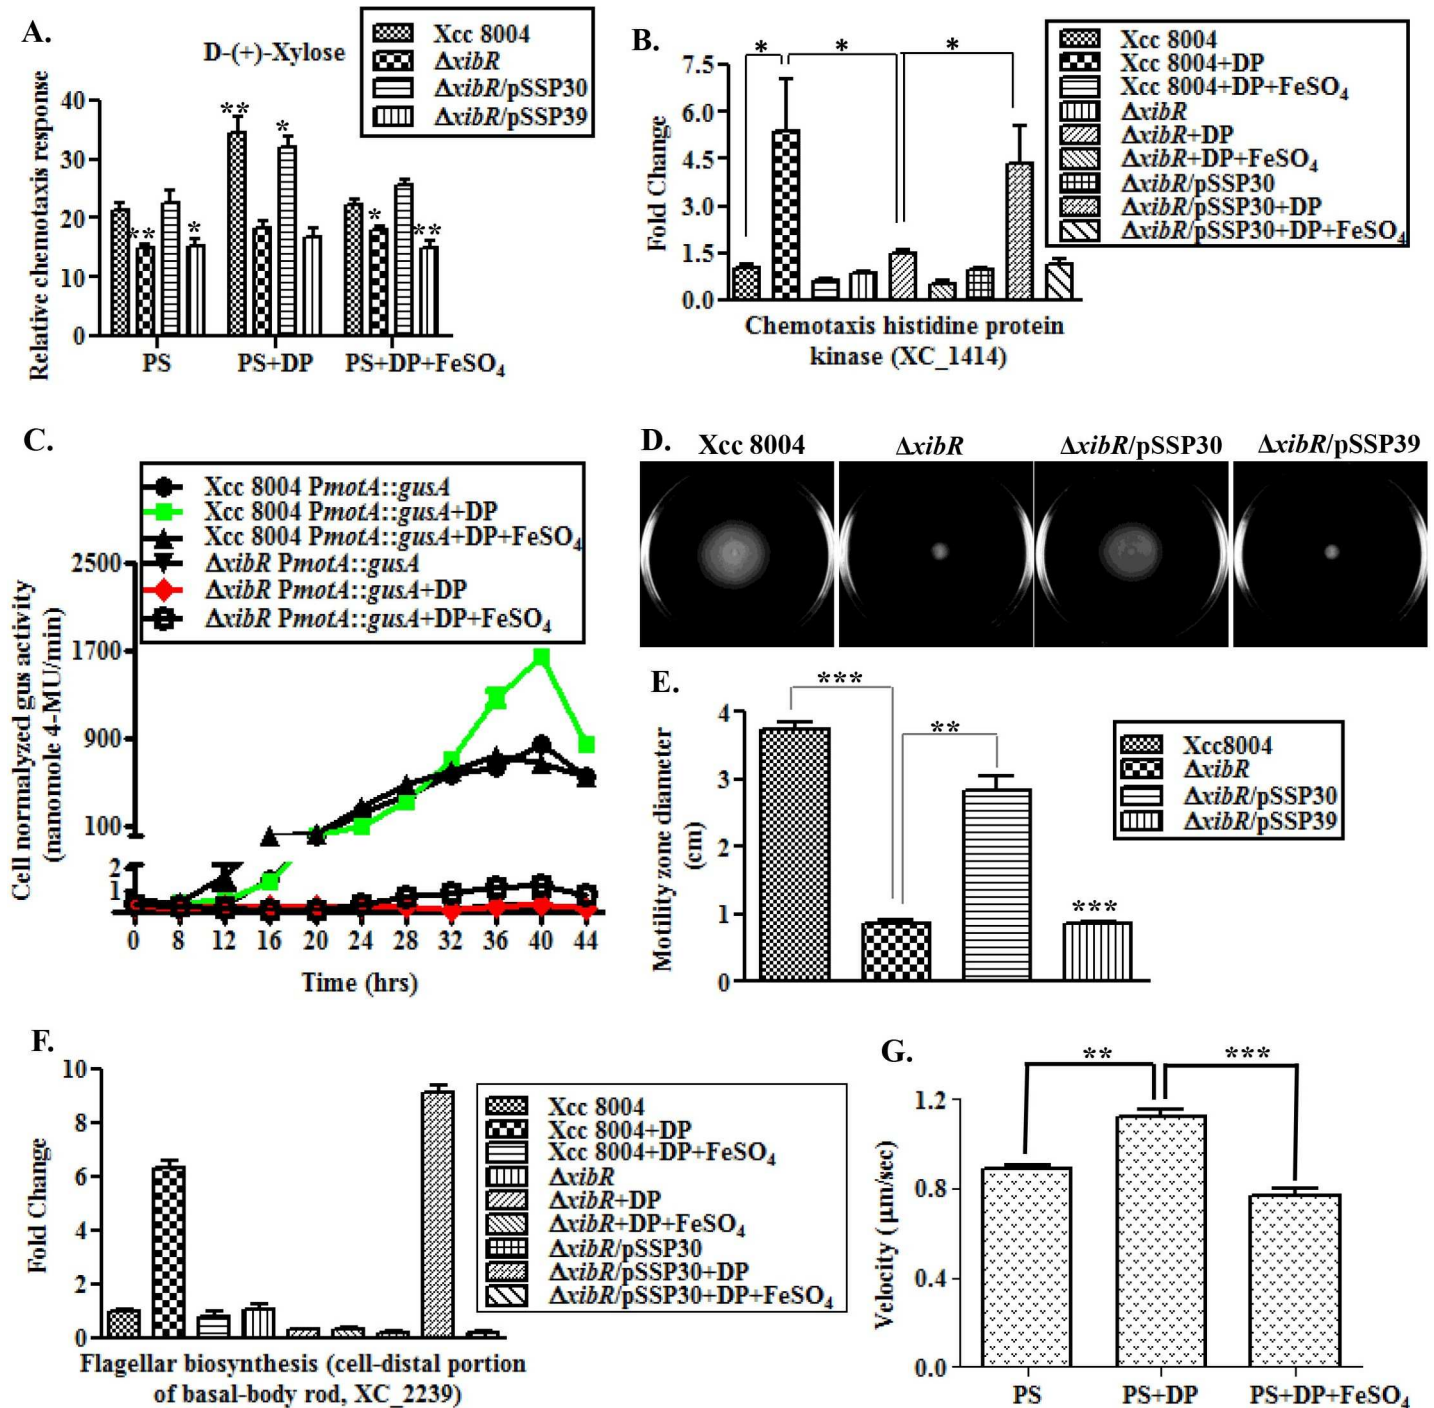 A.
D-(+)-Xylose
Xcc 8004
ΔxibR
ΔxibR/pSSP30
ΔxibR/pSSP39
Relative chemotaxis response
40
30
20
10
0
**
*
**
*
*
**
PS
PS+DP
PS+DP+FeSO4
B.
Fold Change
7.5
6.0
4.5
3.0
1.5
0.0
*
*
*
Xcc 8004
Xcc 8004+DP
Xcc 8004+DP+FeSO4
ΔxibR
ΔxibR+DP
ΔxibR+DP+FeSO4
ΔxibR/pSSP30
ΔxibR/pSSP30+DP
ΔxibR/pSSP30+DP+FeSO4
Chemotaxis histidine protein
kinase (XC_1414)
C.
Xcc 8004 PmotA::gusA
Xcc 8004 PmotA::gusA+DP
Xcc 8004 PmotA::gusA+DP+FeSO4
ΔxibR PmotA::gusA
ΔxibR PmotA::gusA+DP
ΔxibR PmotA::gusA+DP+FeSO4
Cell normalized gus activity
(nanomole 4-MU/min)
2500
1700
900
100
2
1
0 8 12 16 20 24 28 32 36 40 44
Time (hrs)
D.
Xcc 8004
ΔxibR
ΔxibR/pSSP30
ΔxibR/pSSP39
E.
Motility zone diameter
(cm)
4
3
2
1
0
***
**
***
Xcc8004
ΔxibR
ΔxibR/pSSP30
ΔxibR/pSSP39
F.
Fold Change
10
8
6
4
2
0
Xcc 8004
Xcc 8004+DP
Xcc 8004+DP+FeSO4
ΔxibR
ΔxibR+DP
ΔxibR+DP+FeSO4
ΔxibR/pSSP30
ΔxibR/pSSP30+DP
ΔxibR/pSSP30+DP+FeSO4
Flagellar biosynthesis (cell-distal portion
of basal-body rod, XC_2239)
G.
Velocity ( µm/sec)
1.2
0.8
0.4
0.0
**
***
PS
PS+DP
PS+DP+FeSO4